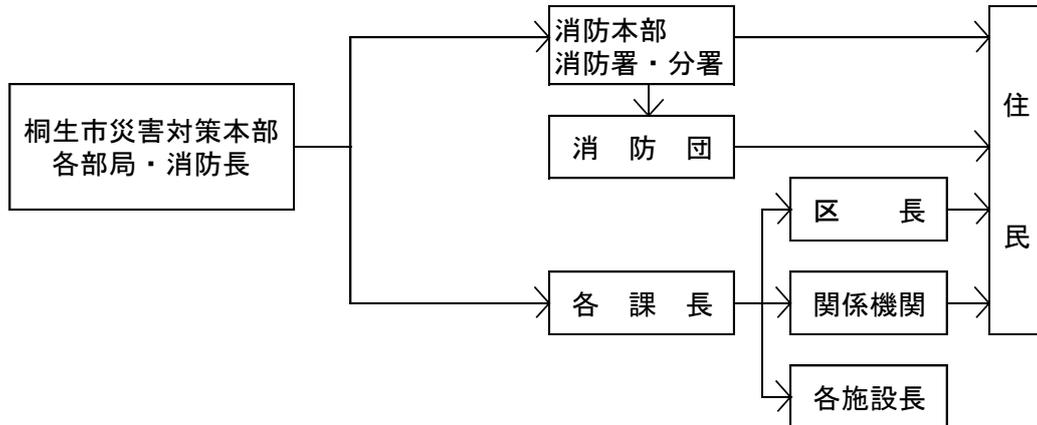 桐生市災害対策本部
各部局・消防長
消防本部
消防署・分署
消　防　団
各　課　長
区　　長
関係機関
各施設長
住
民